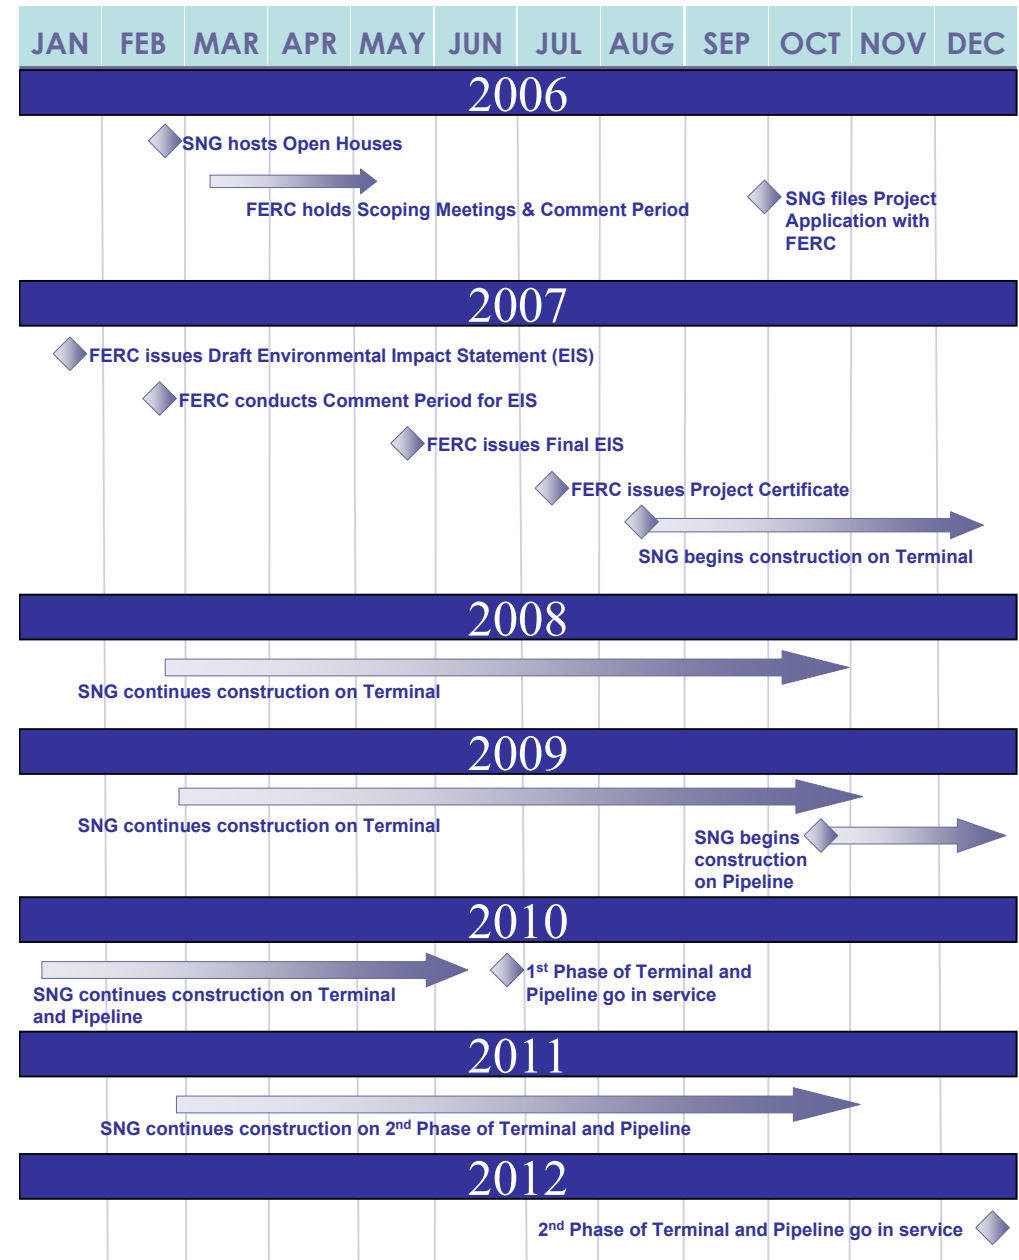 JAN FEB MAR APR MAY JUN JUL AUG SEP OCT NOV DEC
2006
SNG hosts Open Houses
FERC holds Scoping Meetings & Comment Period
SNG files Project
Application with
FERC
2007
FERC issues Draft Environmental Impact Statement (EIS)
FERC conducts Comment Period for EIS
FERC issues Final EIS
FERC issues Project Certificate
SNG begins construction on Terminal
2008
SNG continues construction on Terminal
2009
SNG continues construction on Terminal
SNG begins
construction
on Pipeline
2010
SNG continues construction on Terminal
and Pipeline
1st Phase of Terminal and
Pipeline go in service
2011
SNG continues construction on 2nd Phase of Terminal and Pipeline
2012
2nd Phase of Terminal and Pipeline go in service